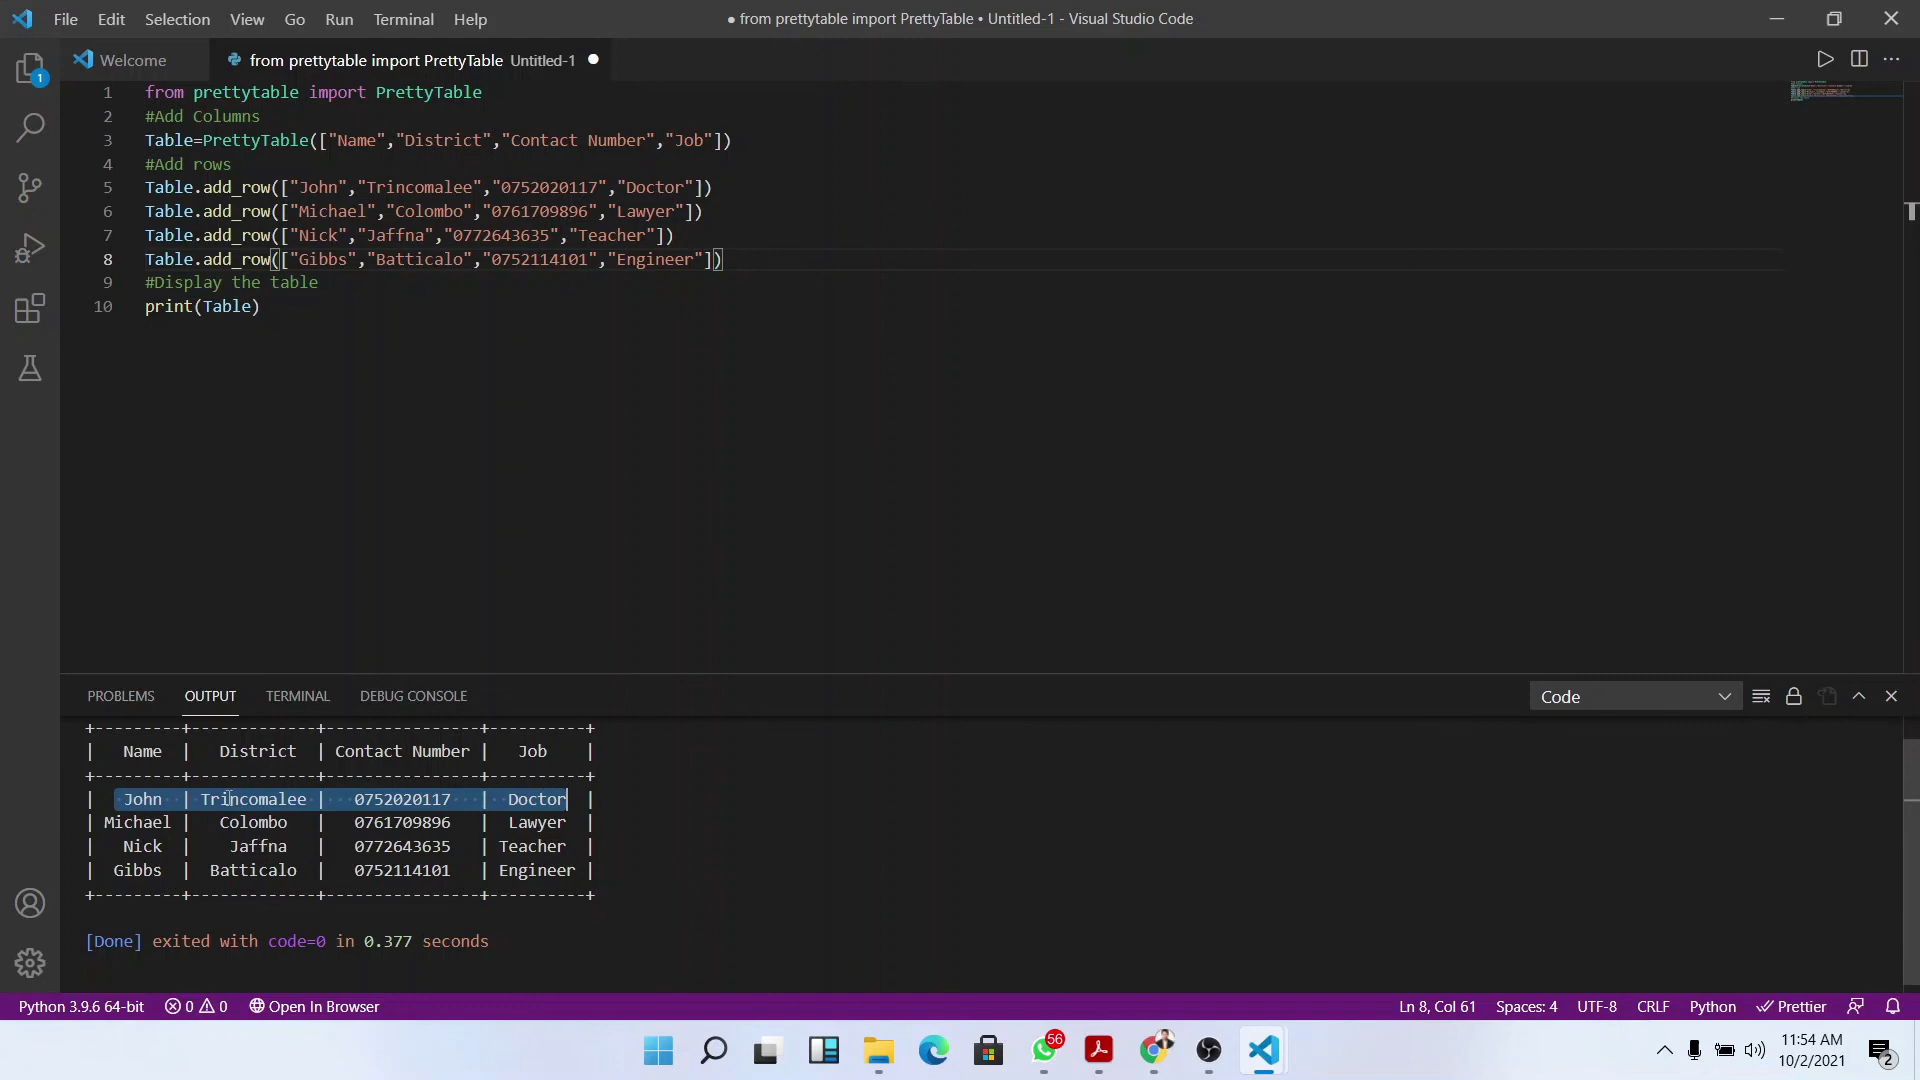 File Edit Selection View Go Run Terminal Help
● from prettytable import PrettyTable • Untitled-1 - Visual Studio Code
Welcome
from prettytable import PrettyTable Untitled-1 ●
1 from prettytable import PrettyTable
2 #Add Columns
3 Table=PrettyTable(["Name","District","Contact Number","Job"])
4 #Add rows
5 Table.add_row(["John","Trincomalee","0752020117","Doctor"])
6 Table.add_row(["Michael","Colombo","0761709896","Lawyer"])
7 Table.add_row(["Nick","Jaffna","0772643635","Teacher"])
8 Table.add_row(["Gibbs","Batticalo","0752114101","Engineer"])
9 #Display the table
10 print(Table)
1
PROBLEMS OUTPUT TERMINAL DEBUG CONSOLE
Code
+---------+-------------+----------------+----------+
|   Name  |   District  | Contact Number |   Job    |
+---------+-------------+----------------+----------+
|   John  | Trincomalee |   0752020117   |  Doctor  |
| Michael |   Colombo   |   0761709896   |  Lawyer  |
|   Nick  |    Jaffna   |   0772643635   | Teacher  |
|  Gibbs  |  Batticalo  |   0752114101   | Engineer |
+---------+-------------+----------------+----------+
[Done] exited with code=0 in 0.377 seconds
Python 3.9.6 64-bit 0 0 Open In Browser
Ln 8, Col 61 Spaces: 4 UTF-8 CRLF Python Prettier
56
11:54 AM
10/2/2021
2